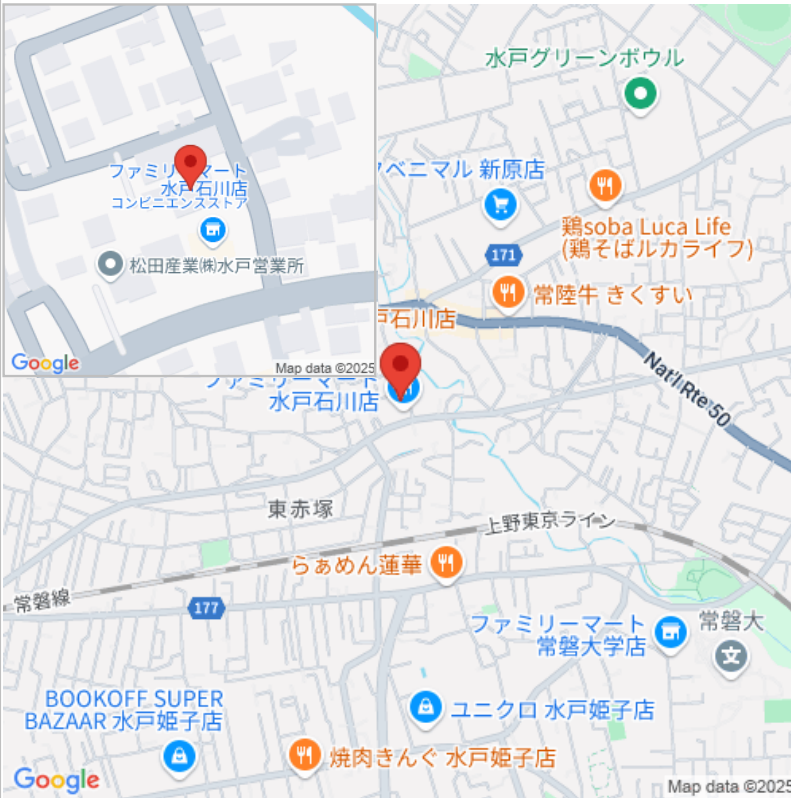 ファミリーマート
水戸石川店
コンビニエンスストア
松田産業㈱水戸営業所
Google
Map data ©2025
水戸グリーンボウル
ベニマル 新原店
鶏soba Luca Life
(鶏そばルカライフ)
171
常陸牛 きくすい
戸石川店
Nat'l Rte 50
ファミリーマート
水戸石川店
東赤塚
上野東京ライン
らぁめん蓮華
常磐線
177
ファミリーマート
常磐大学店
常磐大
BOOKOFF SUPER
BAZAAR 水戸姫子店
ユニクロ 水戸姫子店
焼肉きんぐ 水戸姫子店
Google
Map data ©2025